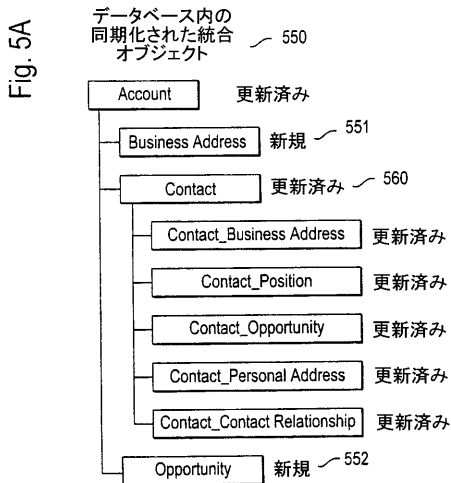 Fig. 5A
データベース内の
同期化された統合
オブジェクト 550
Account 更新済み
Business Address 新規 551
Contact 更新済み 560
Contact_Business Address 更新済み
Contact_Position 更新済み
Contact_Opportunity 更新済み
Contact_Personal Address 更新済み
Contact_Contact Relationship 更新済み
Opportunity 新規 552